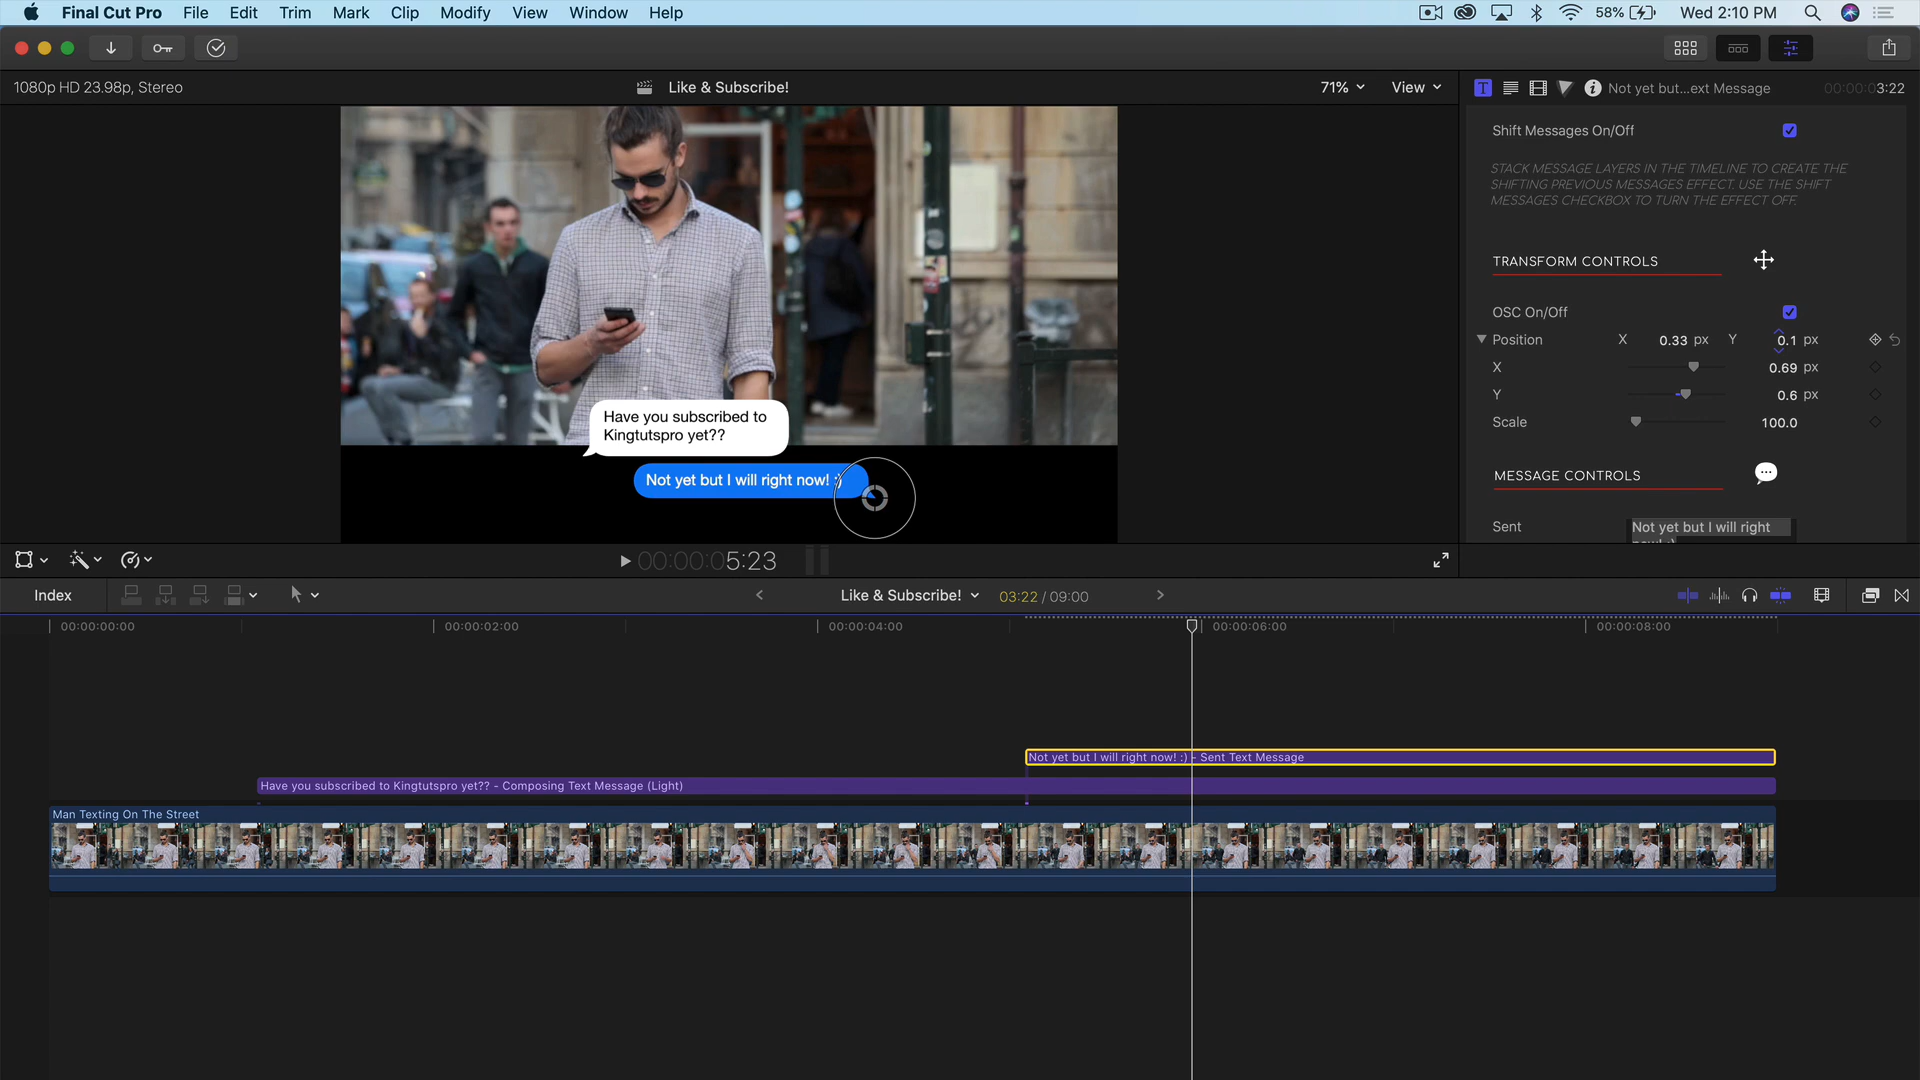 Final Cut Pro File Edit Trim Mark Clip Modify View Window Help 58% Wed 2:10 PM
1080p HD 23.98p, Stereo
Like & Subscribe!
71% View
T i Not yet but...ext Message 00:00:03:22
Shift Messages On/Off
STACK MESSAGE LAYERS IN THE TIMELINE TO CREATE THE
SHIFTING PREVIOUS MESSAGES EFFECT. USE THE SHIFT
MESSAGES CHECKBOX TO TURN THE EFFECT OFF.
TRANSFORM CONTROLS
OSC On/Off
Position X 0.33 px Y 0.1 px
X 0.69 px
Y 0.6 px
Scale 100.0
MESSAGE CONTROLS
Sent Not yet but I will right
now! :)
Have you subscribed to
Kingtutspro yet??
Not yet but I will right now! :)
00:00:05:23
Index
Like & Subscribe! 03:22 / 09:00
00:00:00:00 00:00:02:00 00:00:04:00 00:00:06:00 00:00:08:00
Not yet but I will right now! :) - Sent Text Message
Have you subscribed to Kingtutspro yet?? - Composing Text Message (Light)
Man Texting On The Street